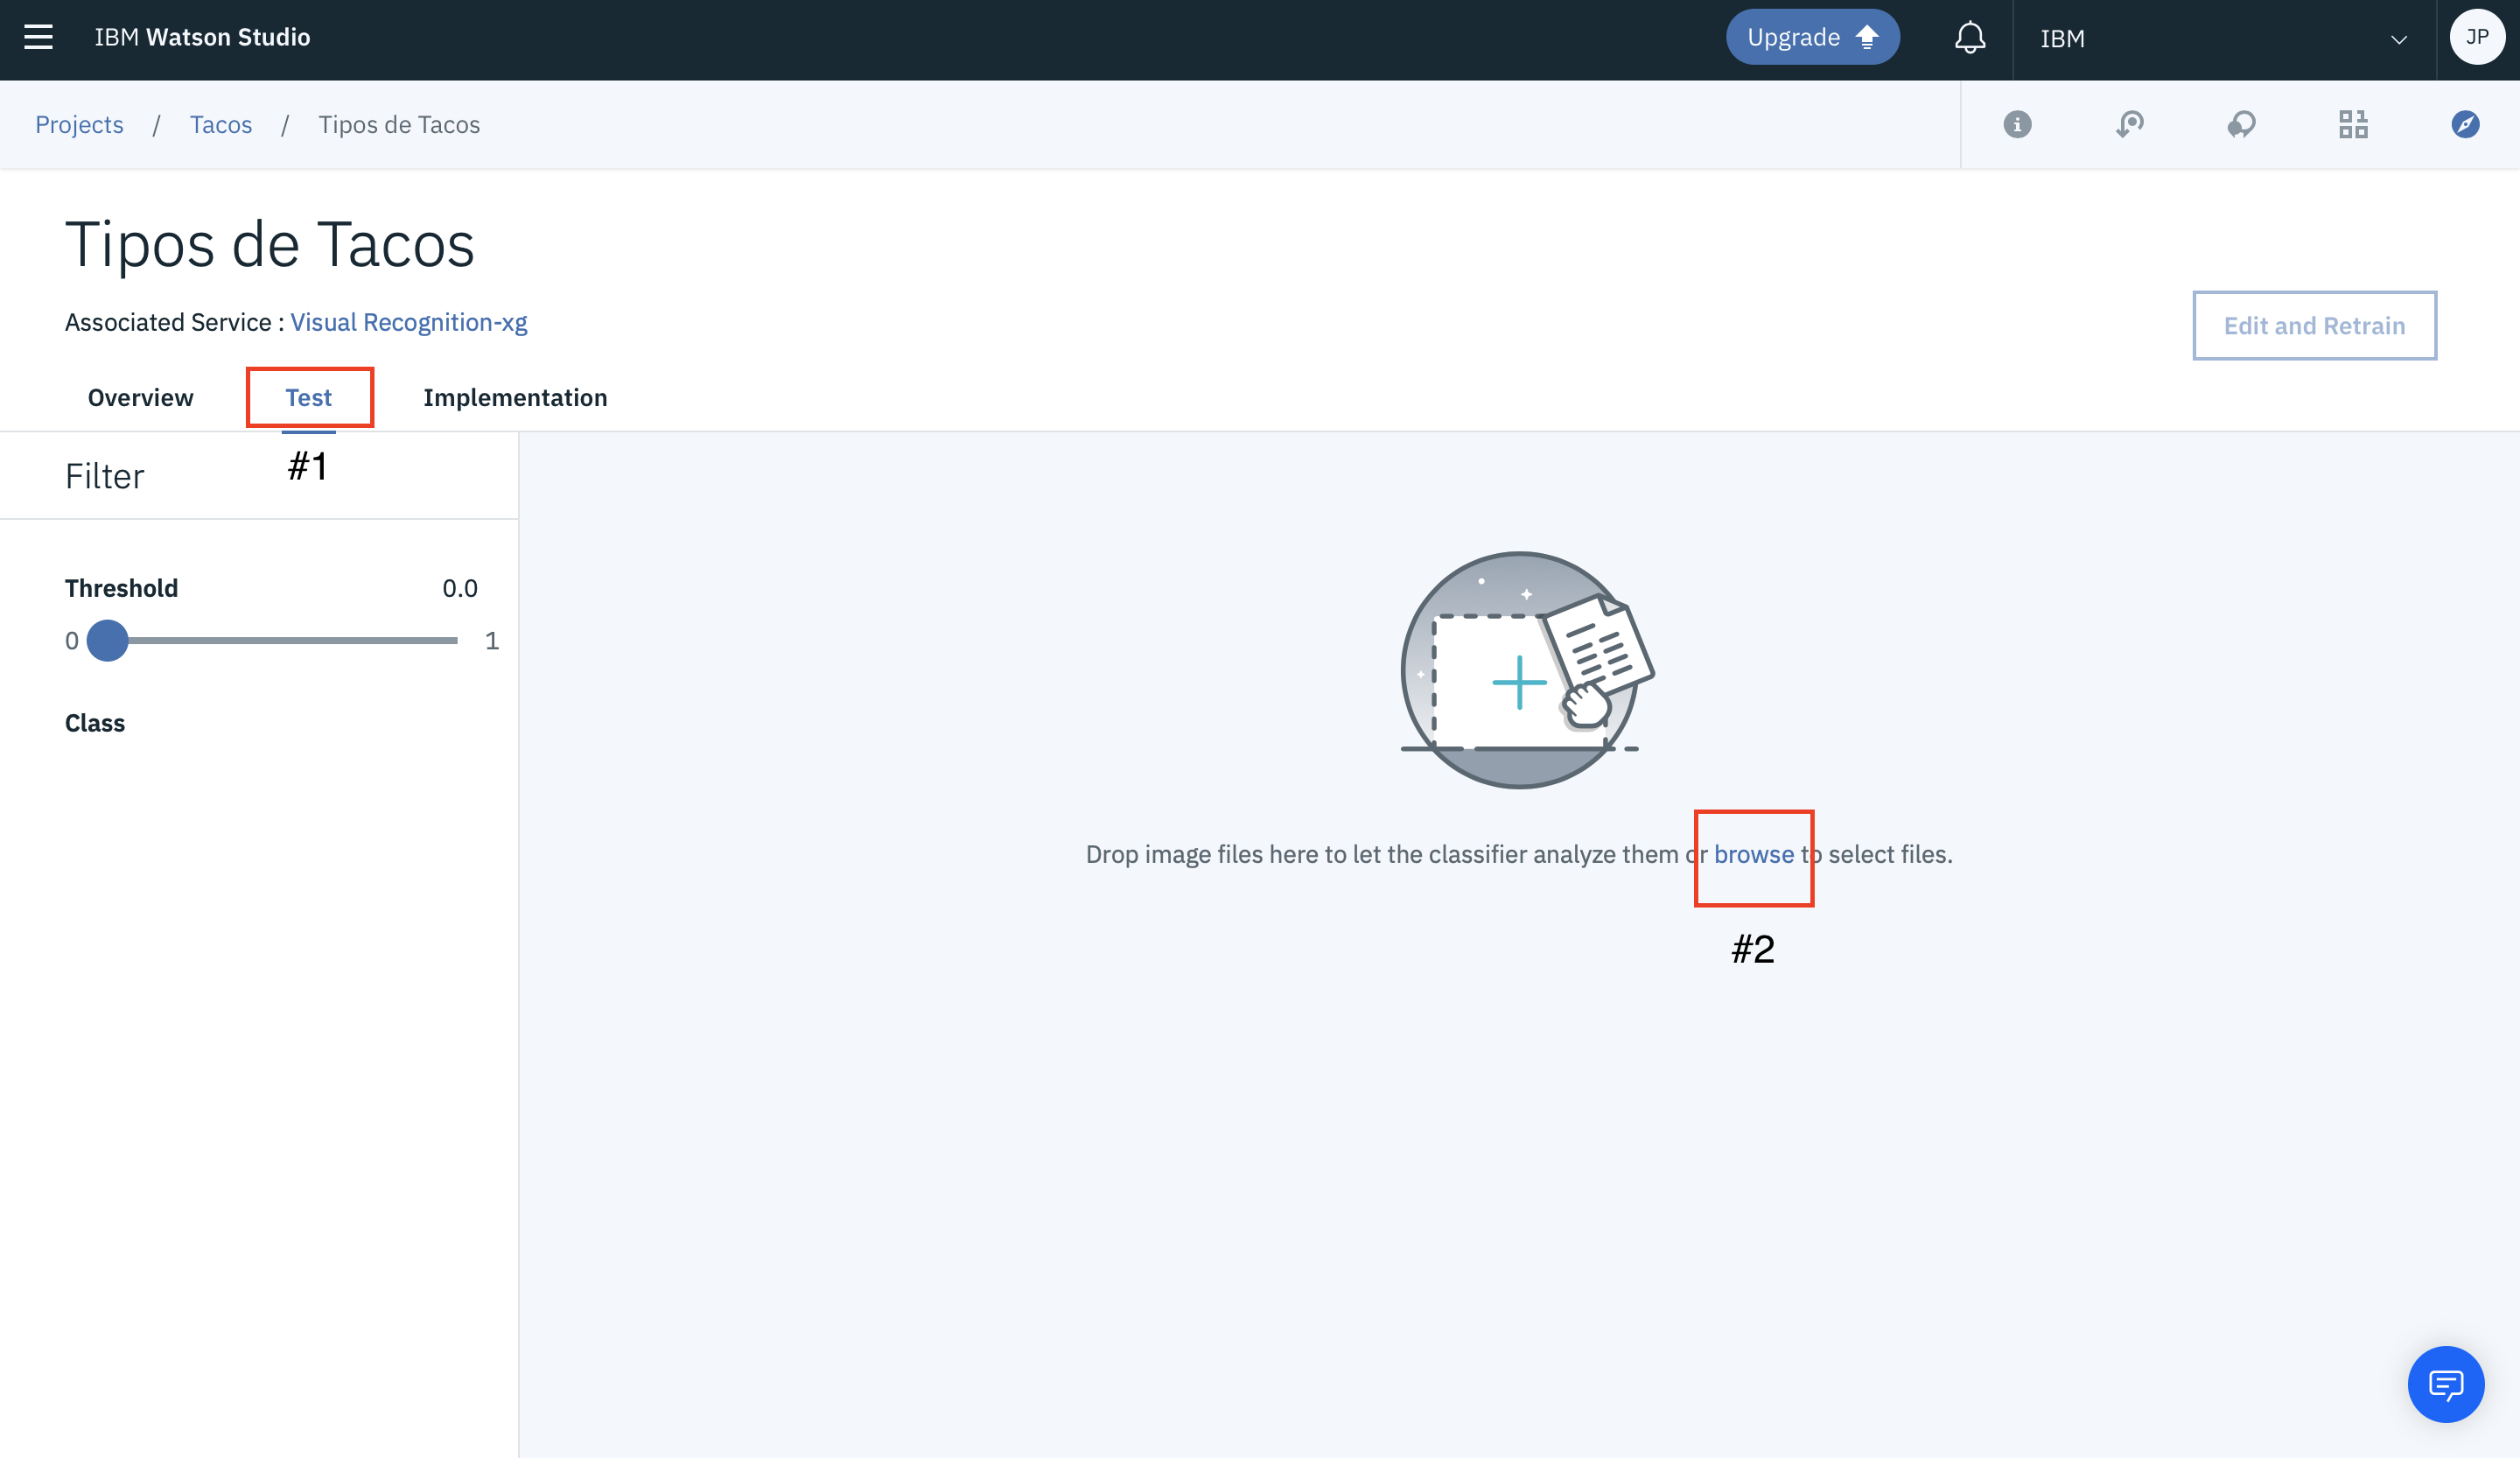 IBM Watson Studio
Upgrade
IBM
JP
Projects / Tacos / Tipos de Tacos
Tipos de Tacos
Associated Service : Visual Recognition-xg
Edit and Retrain
Overview
Test
Implementation
#1
Filter
Threshold 0.0
0 1
Class
Drop image files here to let the classifier analyze them or browse to select files.
#2